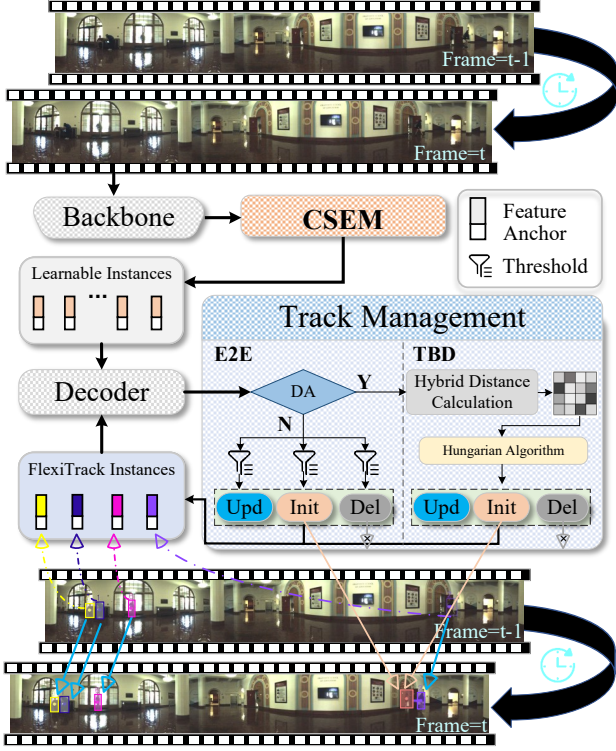 Frame=t-1
Frame=t
Backbone
CSEM
Feature
Anchor
Threshold
Learnable Instances
...
Track Management
E2E
TBD
Decoder
DA
Y
Hybrid Distance
Calculation
N
Hungarian Algorithm
FlexiTrack Instances
Upd
Init
Del
Upd
Init
Del
Frame=t-1
Frame=t